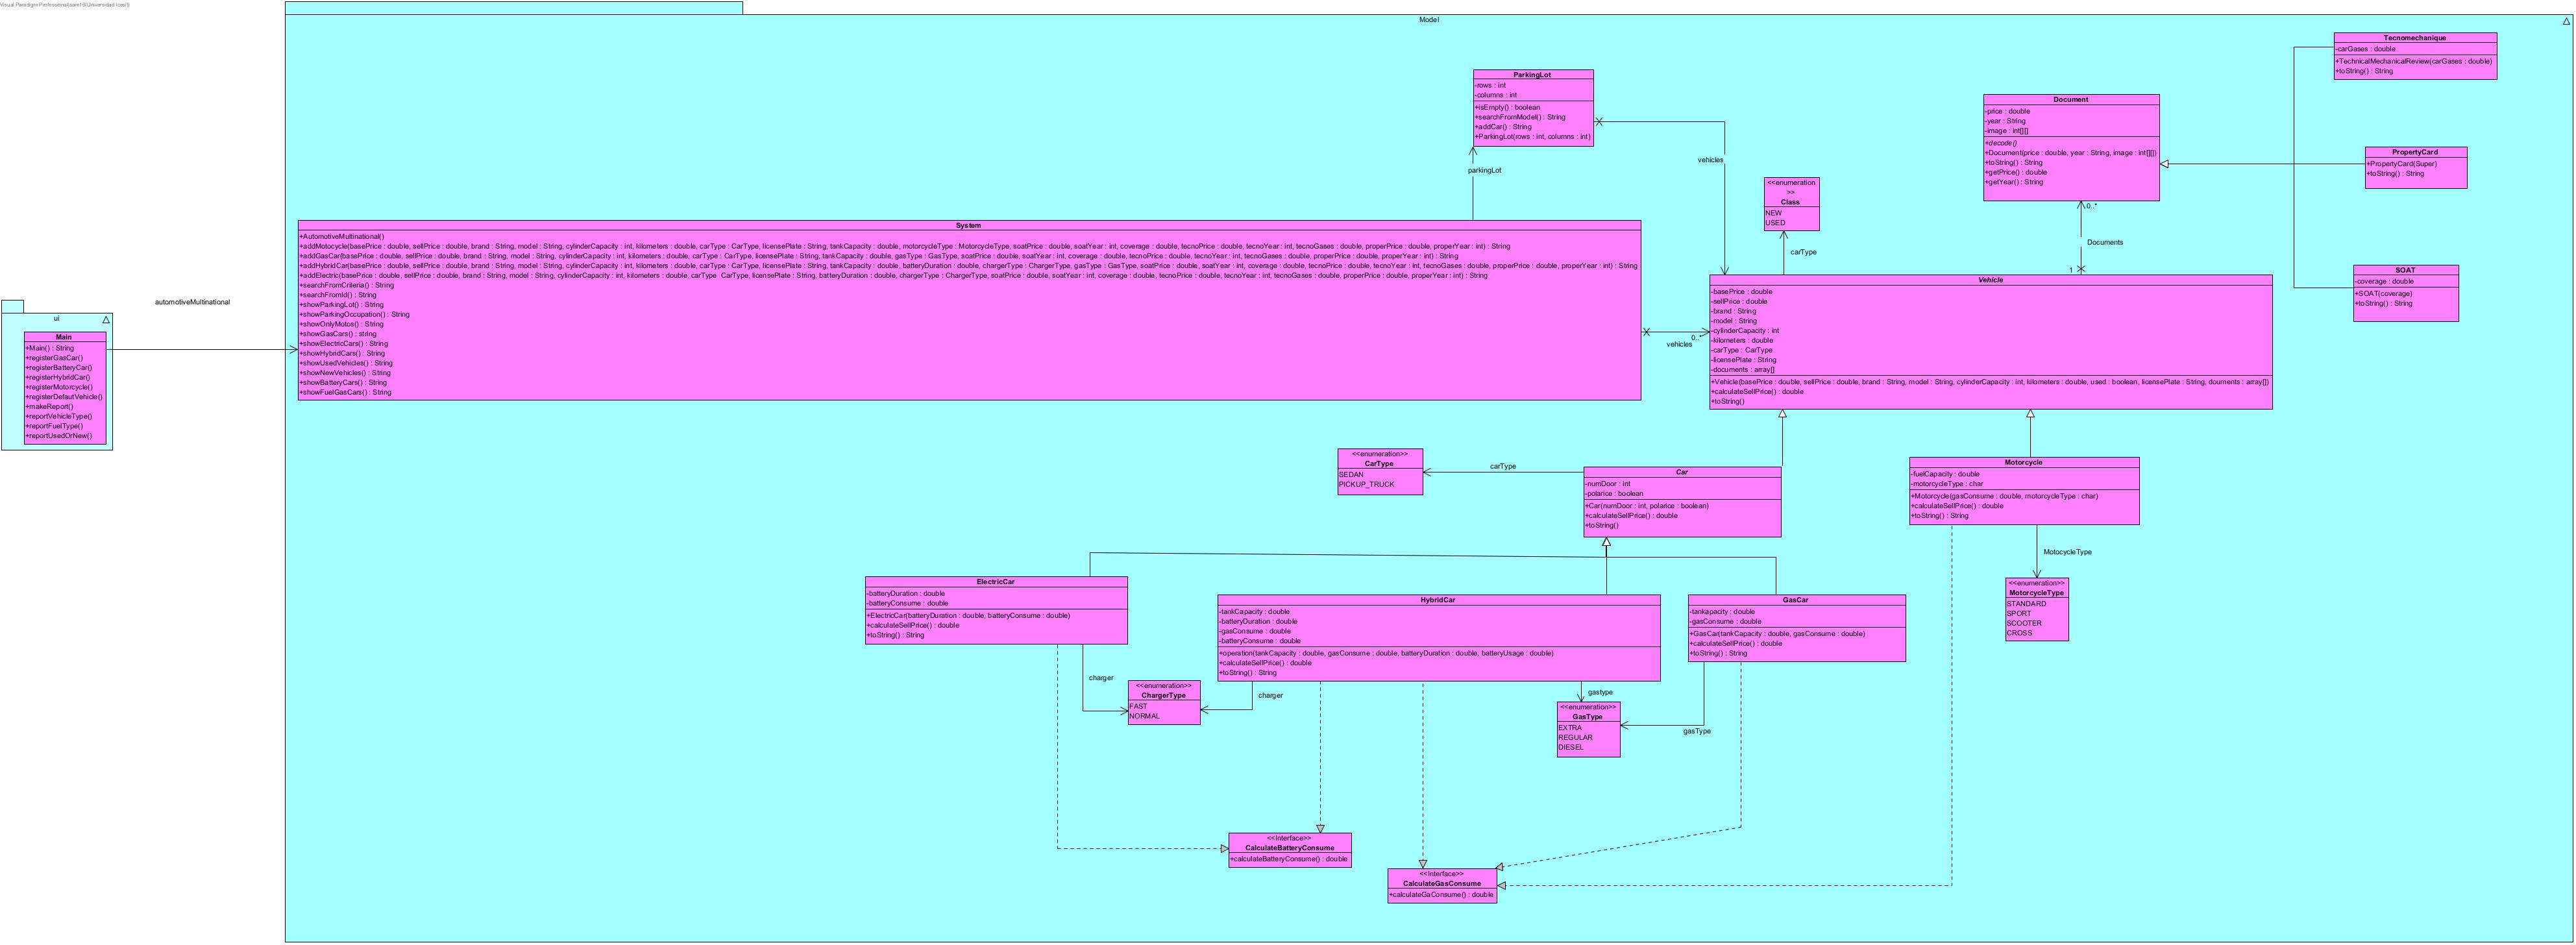 Visual Paradigm Professional(samf/8(Universidad Icesi))
Model
ui
Main
+Main() : String
+registerGasCar()
+registerBatteryCar()
+registerHybridCar()
+registerMotorcycle()
+registerDefautVehicle()
+makeReport()
+reportVehicleType()
+reportFuelType()
+reportUsedOrNew()
automotiveMultinational
System
+AutomotiveMultinational()
+addMotocycle(basePrice : double, sellPrice : double, brand : String, model : String, cylinderCapacity : int, kilometers : double, carType : CarType, licensePlate : String, tankCapacity : double, motorcycleType : MotorcycleType, soatPrice : double, soatYear : int, coverage : double, tecnoPrice : double, tecnoYear : int, tecnoGases : double, properPrice : double, properYear : int) : String
+addGasCar(basePrice : double, sellPrice : double, brand : String, model : String, cylinderCapacity : int, kilometers : double, carType : CarType, licensePlate : String, tankCapacity : double, gasType : GasType, soatPrice : double, soatYear : int, coverage : double, tecnoPrice : double, tecnoYear : int, tecnoGases : double, properPrice : double, properYear : int) : String
+addHybridCar(basePrice : double, sellPrice : double, brand : String, model : String, cylinderCapacity : int, kilometers : double, carType : CarType, licensePlate : String, tankCapacity : double, batteryDuration : double, chargerType : ChargerType, gasType : GasType, soatPrice : double, soatYear : int, coverage : double, tecnoPrice : double, tecnoYear : int, tecnoGases : double, properPrice : double, properYear : int) : String
+addElectric(basePrice : double, sellPrice : double, brand : String, model : String, cylinderCapacity : int, kilometers : double, carType CarType, licensePlate : String, batteryDuration : double, chargerType : ChargerType, soatPrice : double, soatYear : int, coverage : double, tecnoPrice : double, tecnoYear : int, tecnoGases : double, properPrice : double, properYear : int) : String
+searchFromCriteria() : String
+searchFromId() : String
+showParkingLot() : String
+showParkingOccupation() : String
+showOnlyMotos() : String
+showGasCars() : string
+showElectricCars() : String
+showHybridCars() : String
+showUsedVehicles() : String
+showNewVehicles() : String
+showBatteryCars() : String
+showFuelGasCars() : String
ParkingLot
-rows : int
-columns : int
+isEmpty() : boolean
+searchFromModel() : String
+addCar() : String
+ParkingLot(rows : int, columns : int)
parkingLot
vehicles
<<enumeration
>>
Class
NEW
USED
carType
Document
-price : double
-year : String
-image : int[][]
+decode()
+Document(price : double, year : String, image : int[][])
+toString() : String
+getPrice() : double
+getYear() : String
0..*
Documents
1
Tecnomechanique
-carGases : double
+TechnicalMechanicalReview(carGases : double)
+toString() : String
PropertyCard
+PropertyCard(Super)
+toString() : String
SOAT
-coverage : double
+SOAT(coverage)
+toString() : String
vehicles
0..*
Vehicle
-basePrice : double
-sellPrice : double
-brand : String
-model : String
-cylinderCapacity : int
-kilometers : double
-carType : CarType
-licensePlate : String
-documents : array[]
+Vehicle(basePrice : double, sellPrice : double, brand : String, model : String, cylinderCapacity : int, kilometers : double, used : boolean, licensePlate : String, douments : array[])
+calculateSellPrice() : double
+toString()
<<enumeration>>
CarType
SEDAN
PICKUP_TRUCK
carType
Car
-numDoor : int
-polarice : boolean
+Car(numDoor : int, polarice : boolean)
+calculateSellPrice() : double
+toString()
Motorcycle
-fuelCapacity : double
-motorcycleType : char
+Motorcycle(gasConsume : double, motorcycleType : char)
+calculateSellPrice() : double
+toString() : String
MotocycleType
<<enumeration>>
MotorcycleType
STANDARD
SPORT
SCOOTER
CROSS
ElectricCar
-batteryDuration : double
-batteryConsume : double
+ElectricCar(batteryDuration : double, batteryConsume : double)
+calculateSellPrice() : double
+toString() : String
HybridCar
-tankCapacity : double
-batteryDuration : double
-gasConsume : double
-batteryConsume : double
+operation(tankCapacity : double, gasConsume : double, batteryDuration : double, batteryUsage : double)
+calculateSellPrice() : double
+toString() : String
GasCar
-tankapacity : double
-gasConsume : double
+GasCar(tankCapacity : double, gasConsume : double)
+calculateSellPrice() : double
+toString() : String
charger
<<enumeration>>
ChargerType
FAST
NORMAL
charger
gastype
<<enumeration>>
GasType
EXTRA
REGULAR
DIESEL
gasType
<<Interface>>
CalculateBatteryConsume
+calculateBatteryConsume() : double
<<Interface>>
CalculateGasConsume
+calculateGaConsume() : double